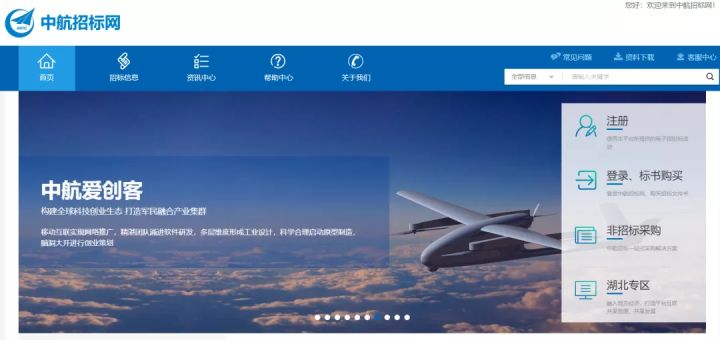 您好：欢迎来到中航招标网！
中航招标网
常见问题 资料下载 客服中心
首页 招标信息 资讯中心 帮助中心 关于我们
全部信息 请输入关键字
注册
中航爱创客
构建全球科技创业生态 打造军民融合产业集群
登录、标书购买
移动互联实现网络推广，精湛团队涌进软件研发，多层维度形成工业设计，科学合理启动原型制造，
脑洞大开进行创业策划
非招标采购
湖北专区